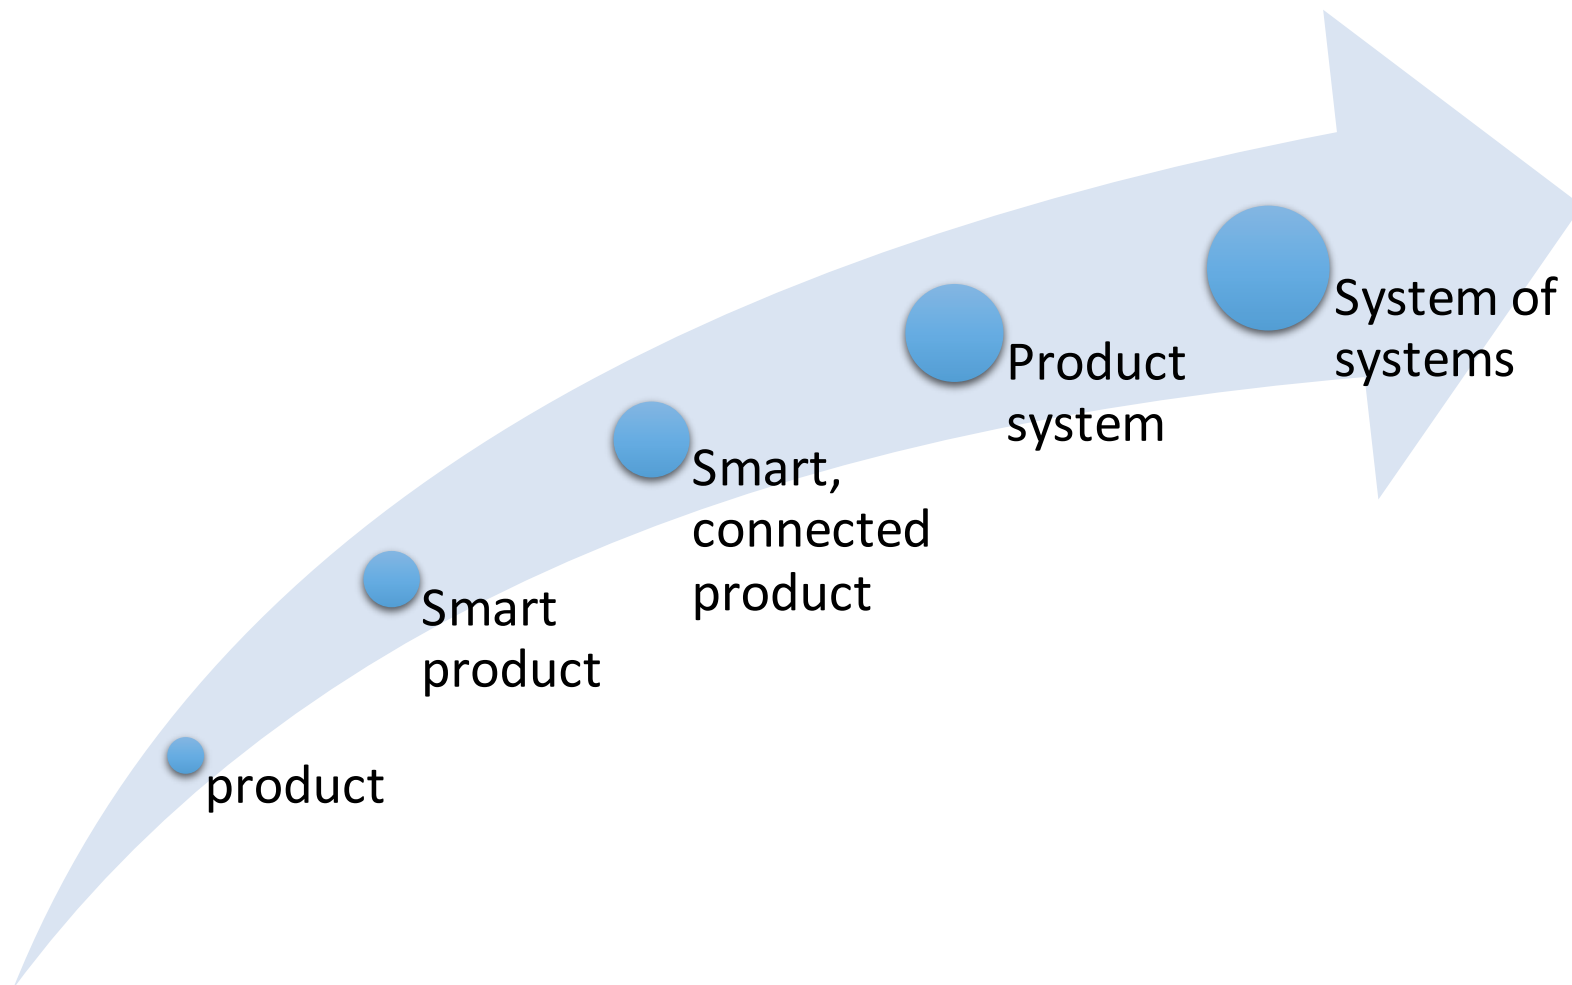 product
Smart
product
Smart,
connected
product
Product
system
System of
systems